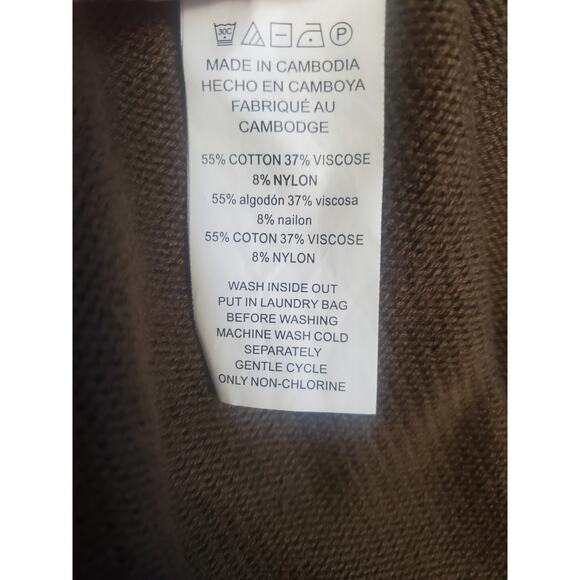 30C P
MADE IN CAMBODIA
HECHO EN CAMBOYA
FABRIQUÉ AU
CAMBODGE
55% COTTON 37% VISCOSE
8% NYLON
55% algodón 37% viscosa
8% nailon
55% COTON 37% VISCOSE
8% NYLON
WASH INSIDE OUT
PUT IN LAUNDRY BAG
BEFORE WASHING
MACHINE WASH COLD
SEPARATELY
GENTLE CYCLE
ONLY NON-CHLORINE